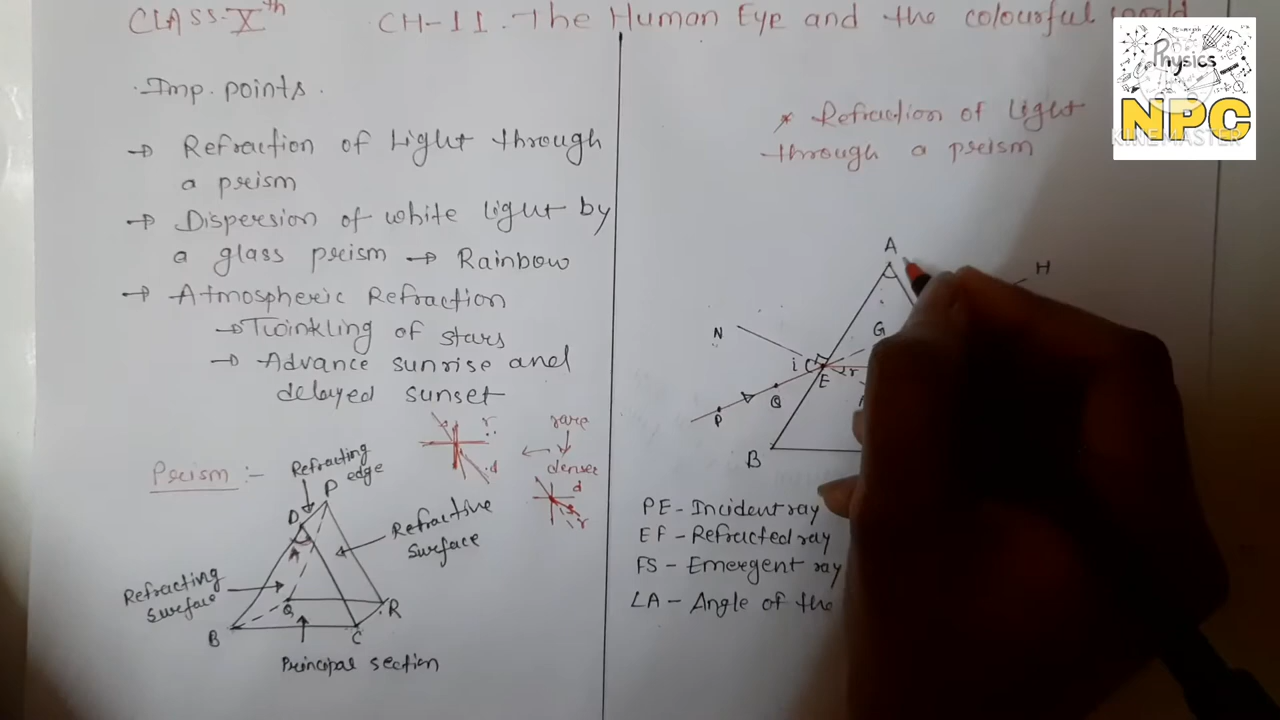 CLASS-Xth CH-11. The Human Eye and the colourful world
Physics
NPC
KINEMASTER
Imp. points.
→ Refraction of light through
a prism
→ Dispersion of white light by
a glass prism → Rainbow
→ Atmospheric Refraction
→ Twinkling of stars
→ Advance sunrise and
delayed sunset
r
d
rare
↓
denser
d
r
Prism :-
Refracting
edge
P
D
A
Refractive
surface
Refracting
surface
Q
R
B
C
Principal section
* Refraction of light
through a prism
A
H
N
G
i
E
r
Q
P
B
PE - Incident ray
EF - Refracted ray
FS - Emergent ray
∠A - Angle of the